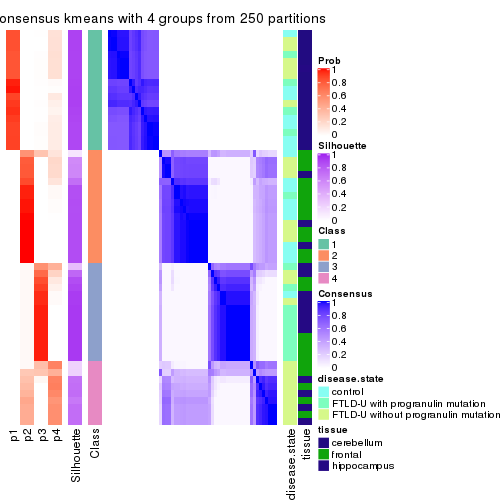 onsensus kmeans with 4 groups from 250 partitions
Prob
1
0.8
0.6
0.4
0.2
0
Silhouette
1
0.8
0.6
0.4
0.2
0
Class
1
2
3
4
Consensus
1
0.8
0.6
0.4
0.2
0
disease.state
control
FTLD-U with progranulin mutation
FTLD-U without progranulin mutation
tissue
cerebellum
frontal
hippocampus
p1
p2
p3
p4
Silhouette
Class
disease.state
tissue